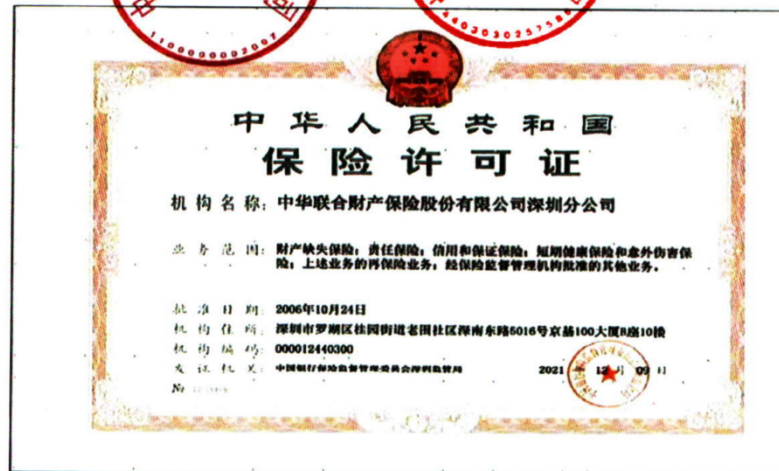 1100000002007
4403030257586
中华人民共和国
保险许可证
机构名称：中华联合财产保险股份有限公司深圳分公司
业务范围：财产缺失保险；责任保险；信用和保证保险；短期健康保险和意外伤害保
险；上述业务的再保险业务；经保险监督管理机构批准的其他业务。
批准日期：2006年10月24日
机构住所：深圳市罗湖区桂园街道老围社区深南东路5016号京基100大厦B座10楼
机构编码：000012440300
发证机关：中国银行保险监督管理委员会深圳监管局
2021 12月 09日
№